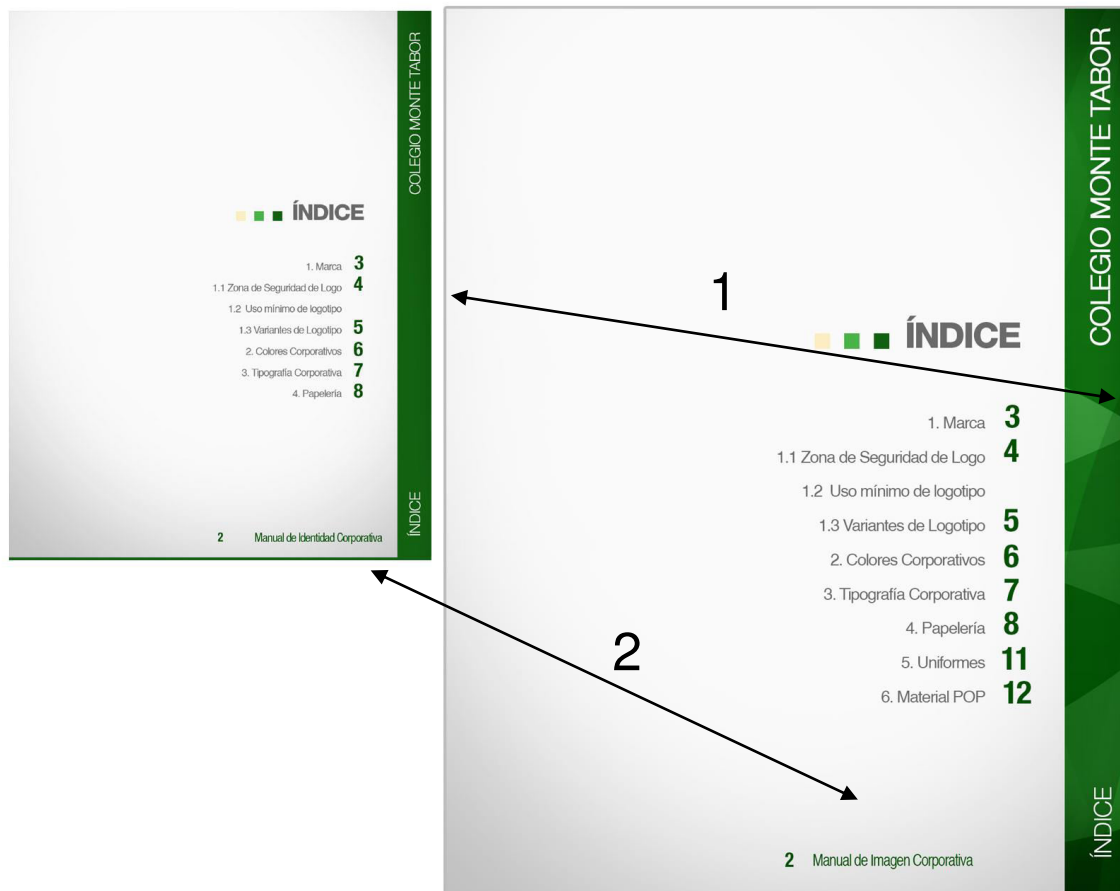 COLEGIO MONTE TABOR
ÍNDICE
1. Marca 3
1.1 Zona de Seguridad de Logo 4
1.2 Uso mínimo de logotipo
1.3 Variantes de Logotipo 5
2. Colores Corporativos 6
3. Tipografía Corporativa 7
4. Papelería 8
ÍNDICE
2 Manual de Identidad Corporativa
1
2
COLEGIO MONTE TABOR
ÍNDICE
1. Marca 3
1.1 Zona de Seguridad de Logo 4
1.2 Uso mínimo de logotipo
1.3 Variantes de Logotipo 5
2. Colores Corporativos 6
3. Tipografía Corporativa 7
4. Papelería 8
5. Uniformes 11
6. Material POP 12
ÍNDICE
2 Manual de Imagen Corporativa